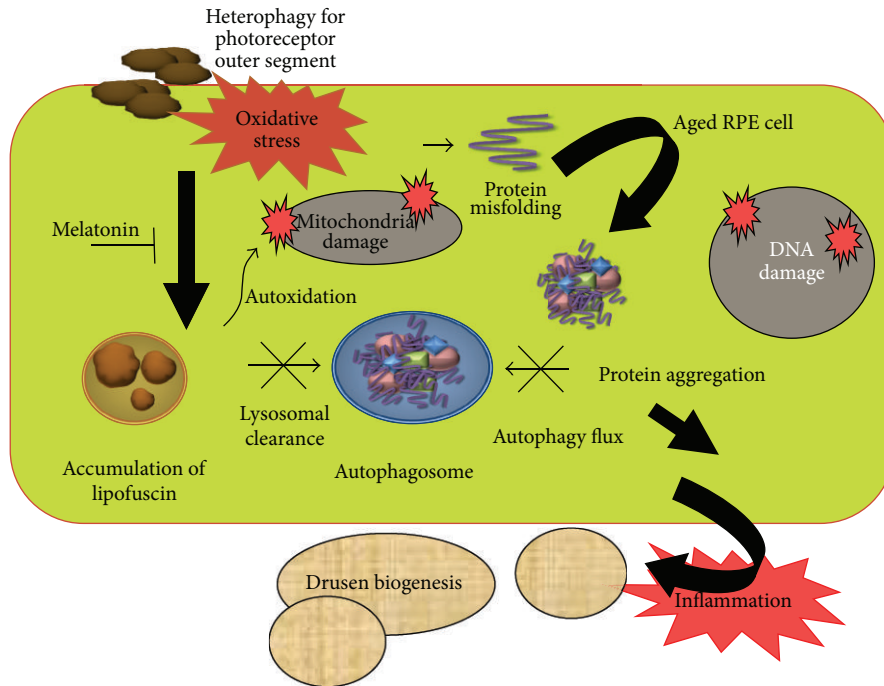 Heterophagy for
photoreceptor
outer segment
Oxidative
stress
Aged RPE cell
Protein
misfolding
Mitochondria
damage
DNA
damage
Melatonin
Autoxidation
Lysosomal
clearance
Protein aggregation
Autophagy flux
Accumulation of
lipofuscin
Autophagosome
Drusen biogenesis
Inflammation